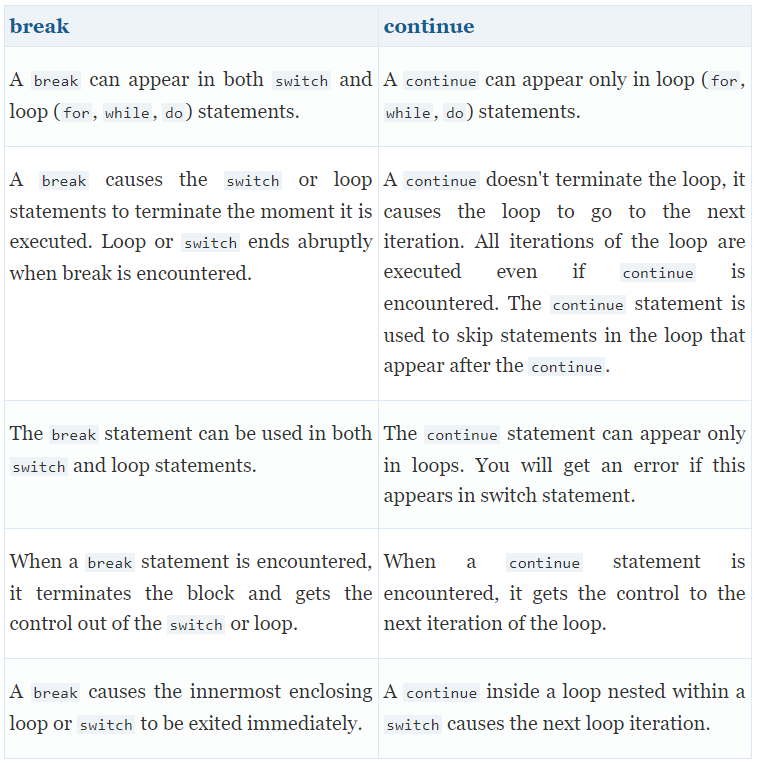 break
continue
A break can appear in both switch and
loop (for, while, do) statements.
A continue can appear only in loop (for,
while, do) statements.
A break causes the switch or loop
statements to terminate the moment it is
executed. Loop or switch ends abruptly
when break is encountered.
A continue doesn't terminate the loop, it
causes the loop to go to the next
iteration. All iterations of the loop are
executed even if continue is
encountered. The continue statement is
used to skip statements in the loop that
appear after the continue.
The break statement can be used in both
switch and loop statements.
The continue statement can appear only
in loops. You will get an error if this
appears in switch statement.
When a break statement is encountered,
it terminates the block and gets the
control out of the switch or loop.
When a continue statement is
encountered, it gets the control to the
next iteration of the loop.
A break causes the innermost enclosing
loop or switch to be exited immediately.
A continue inside a loop nested within a
switch causes the next loop iteration.